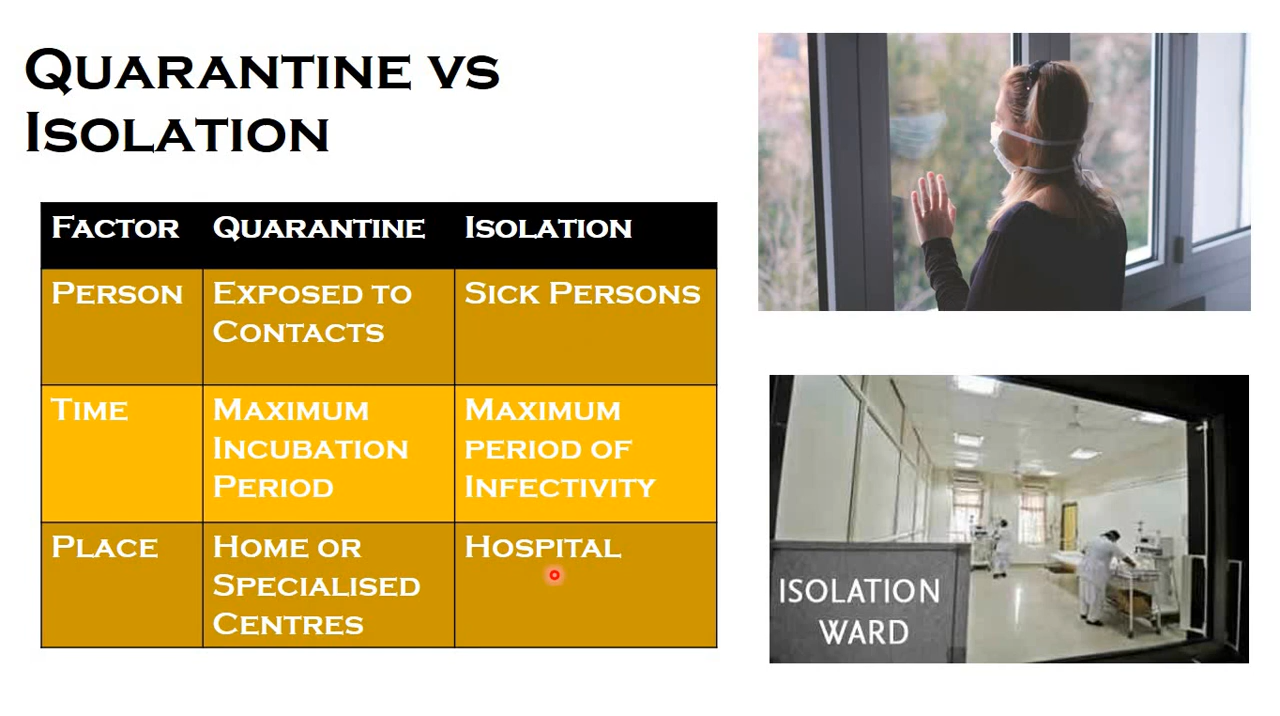 QUARANTINE VS
ISOLATION
FACTOR QUARANTINE ISOLATION
PERSON EXPOSED TO SICK PERSONS
CONTACTS
TIME MAXIMUM MAXIMUM
INCUBATION PERIOD OF
PERIOD INFECTIVITY
PLACE HOME OR HOSPITAL
SPECIALISED
CENTRES
ISOLATION
WARD